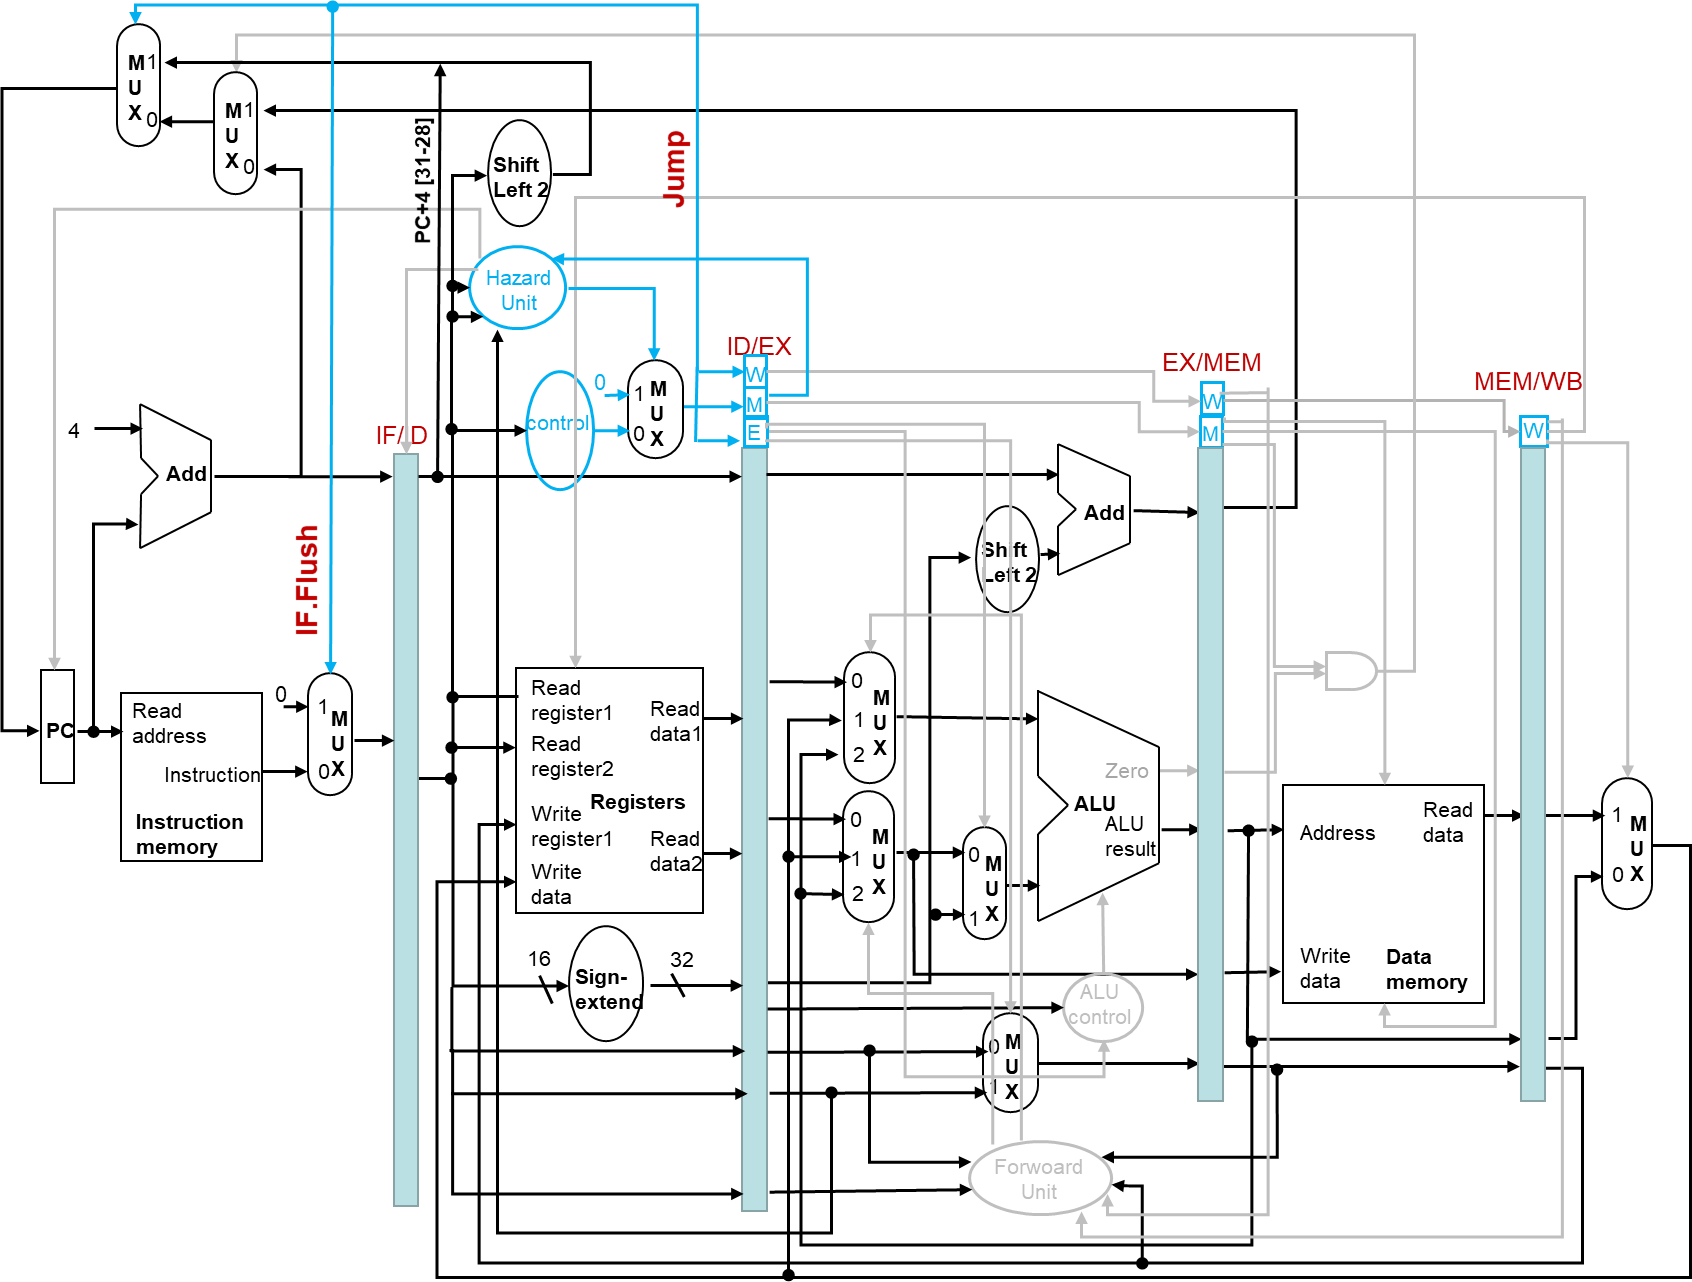 M 1
U
X 0
M 1
U
X 0
PC+4 [31-28]
Shift
Left 2
Jump
Hazard
Unit
ID/EX
EX/MEM
MEM/WB
W
M
E
W
M
W
0
1 M
U
0 X
control
4
Add
IF/ID
IF.Flush
Add
Shift
Left 2
PC
Read
address
Instruction
Instruction
memory
0
1 M
U
0 X
Read
register1
Read
data1
Read
register2
Registers
Write
register1
Read
data2
Write
data
0
M
1 U
2 X
0
M
1 U
2 X
0 M
U
1 X
Zero
ALU
ALU
result
Address
Read
data
Write
data
Data
memory
1 M
U
0 X
16
Sign-
extend
32
ALU
control
0 M
U
1 X
Forwoard
Unit